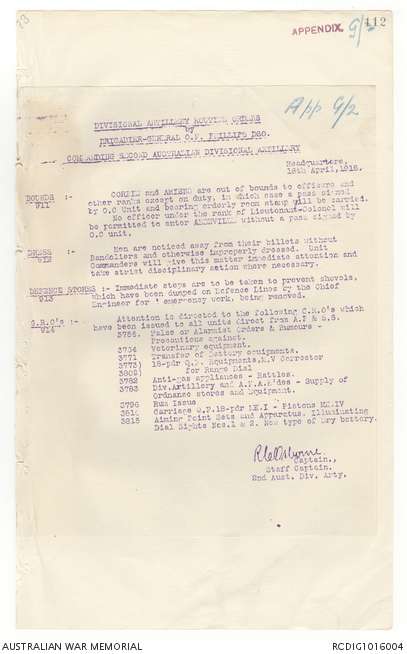 73
APPENDIX G/2
112
App G/2
DIVISIONAL ARTILLERY ROUTINE ORDERS
by
BRIGADIER-GENERAL O.F. PHILLIPS DSO.
COMMANDING SECOND AUSTRALIAN DIVISIONAL ARTILLERY
Headquarters,
18th April, 1918.
BOUNDS :- CORBIE and AMIENS are out of bounds to officers and
911 other ranks except on duty, in which case a pass signed
by O.C Unit and bearing orderly room stamp will be carried.
No officer under the rank of Lieutenant-Colonel will
be permitted to enter ABBEVILLE without a pass signed by
O.C unit.
DRESS :- Men are noticed away from their billets without
912 Bandoliers and otherwise improperly dressed. Unit
Commanders will give this matter immediate attention and
take strict disciplinary action where necessary.
DEFENCE STORES :- Immediate steps are to be taken to prevent shovels,
913 which have been dumped on Defence Lines by the Chief
Engineer for emergency work, being removed.
G.R.O's :- Attention is directed to the following G.R.O's which
914 have been issued to all units direct from A.P & S.S.
3756. False or Alarmist Orders & Rumours -
Precautions against.
3764 Veterinary equipment.
3771 Transfer of Battery equipments.
3773) 18-pdr Q.F. Equipments, M.V Corrector
3802) for Range Dial
3782 Anti-gas appliances - Rattles.
3783 Div.Artillery and A.F.A.B'des - Supply of
Ordnance stores and Equipment.
3796 Rum Issue
3814 Carriage Q.F.18-pdr MK.I - Pistons MK.IV
3815 Aiming Point Sets and Apparatus, Illuminating
Dial Sights Nos.1 & 2. New type of Dry battery.
Captain.,
Staff Captain.
2nd Aust. Div. Arty.
AUSTRALIAN WAR MEMORIAL
RCDIG1016004